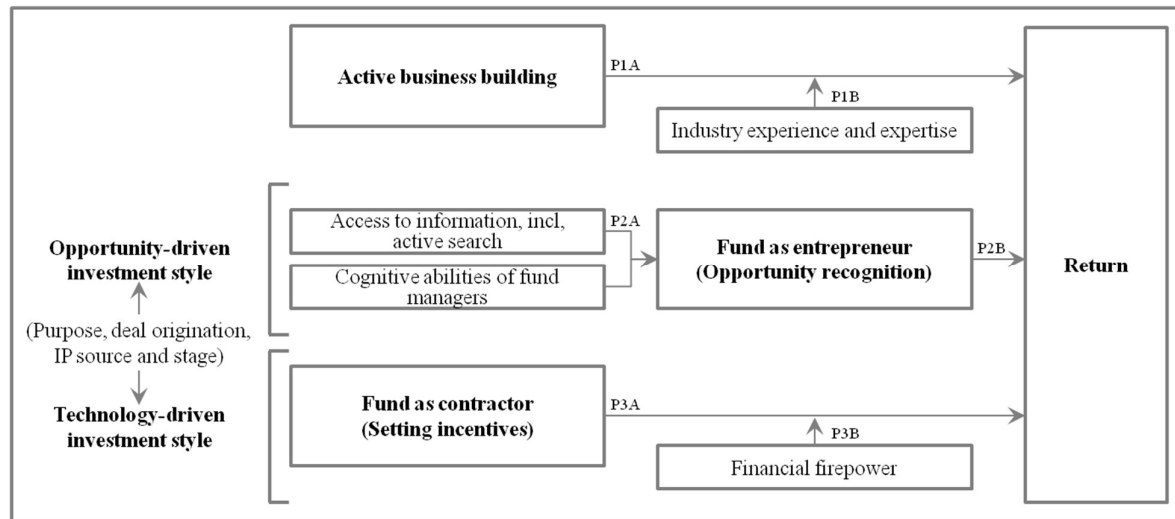 Active business building
P1A
P1B
Industry experience and expertise
Opportunity-driven
investment style
(Purpose, deal origination,
IP source and stage)
Technology-driven
investment style
Access to information, incl,
active search
Cognitive abilities of fund
managers
P2A
Fund as entrepreneur
(Opportunity recognition)
P2B
Return
Fund as contractor
(Setting incentives)
P3A
P3B
Financial firepower